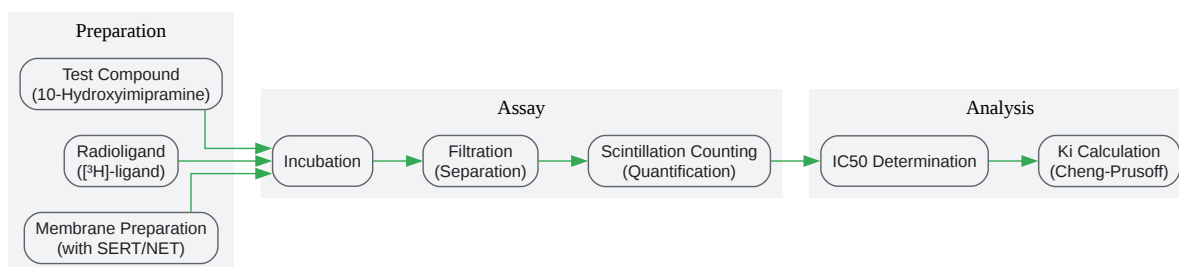 Preparation
Test Compound
(10-Hydroxyimipramine)
Radioligand
([³H]-ligand)
Membrane Preparation
(with SERT/NET)
Assay
Incubation
Filtration
(Separation)
Scintillation Counting
(Quantification)
Analysis
IC50 Determination
Ki Calculation
(Cheng-Prusoff)